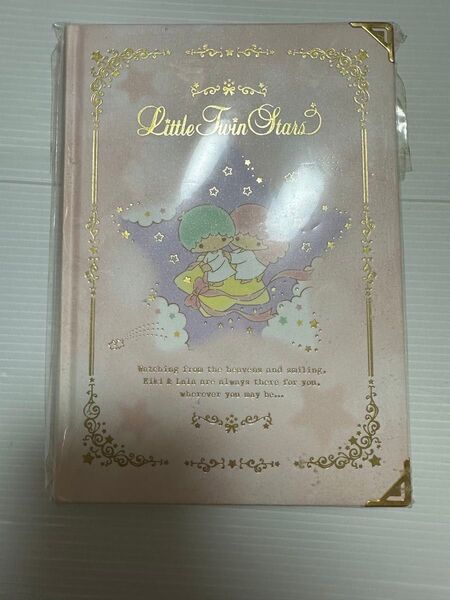 Little Twin Stars
Watching from the heavens and smiling,
Kiki & Lala are always there for you,
wherever you may be...